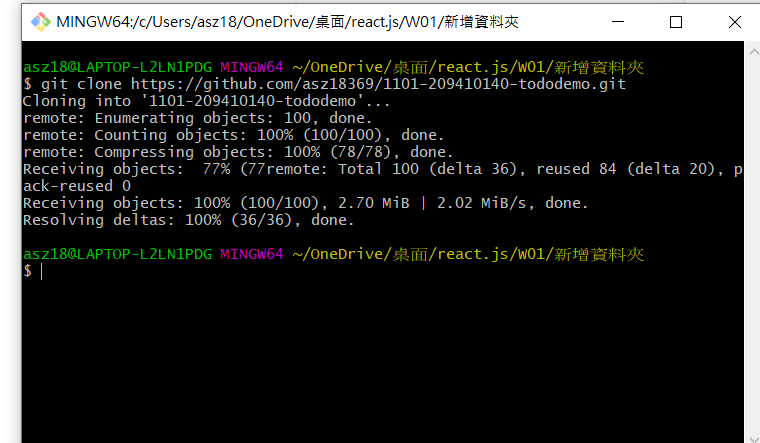 MINGW64:/c/Users/asz18/OneDrive/桌面/react.js/W01/新增資料夾
asz18@LAPTOP-L2LN1PDG MINGW64 ~/OneDrive/桌面/react.js/W01/新增資料夾
$ git clone https://github.com/asz18369/1101-209410140-tododemo.git
Cloning into '1101-209410140-tododemo'...
remote: Enumerating objects: 100, done.
remote: Counting objects: 100% (100/100), done.
remote: Compressing objects: 100% (78/78), done.
Receiving objects:  77% (77remote: Total 100 (delta 36), reused 84 (delta 20), p
ack-reused 0
Receiving objects: 100% (100/100), 2.70 MiB | 2.02 MiB/s, done.
Resolving deltas: 100% (36/36), done.
asz18@LAPTOP-L2LN1PDG MINGW64 ~/OneDrive/桌面/react.js/W01/新增資料夾
$